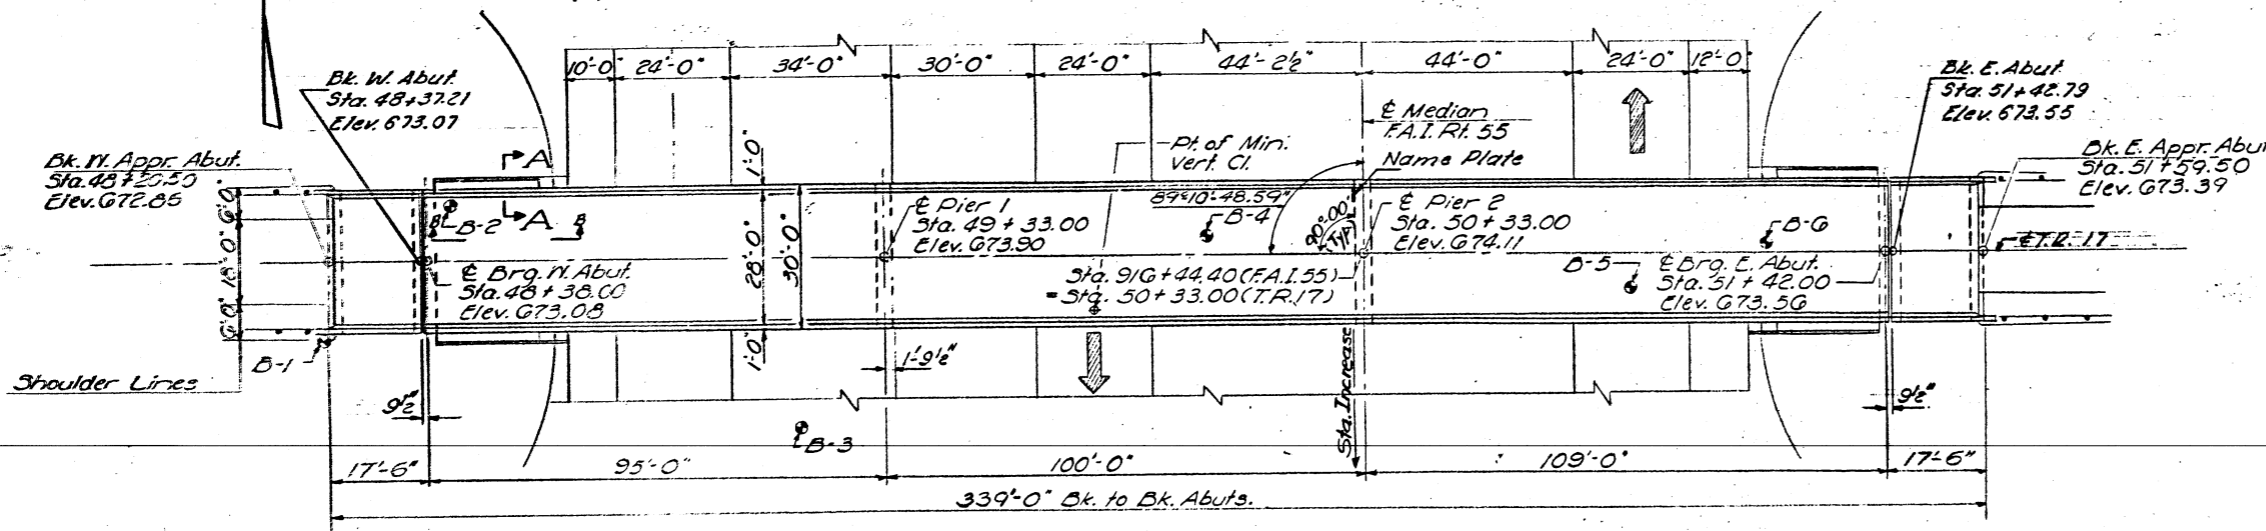 10'-0"
24'-0"
34'-0"
30'-0"
24'-0"
44'-2½"
44'-0"
24'-0"
12'-0"
Bk. W. Abut.
Sta. 48+37.21
Elev. 673.07
Bk. E. Abut.
Sta. 51+42.79
Elev. 673.55
℄ Median
F.A.I. Rt. 55
Name Plate
Pt. of Min.
Vert. Cl.
Bk. W. Appr. Abut.
Sta. 48+20.50
Elev. 672.86
A
A
1'-0"
Bk. E. Appr. Abut
Sta. 51+59.50
Elev. 673.39
6'-0"
18'-0"
6'-0"
B-2
B
B
28'-0"
30'-0"
1'-0"
℄ Pier 1
Sta. 49+33.00
Elev. 673.90
89°10'-48.59"
B-4
90°-00'
(Typ.)
℄ Pier 2
Sta. 50+33.00
Elev. 674.11
B-6
℄ T.R. 17
℄ Brg. W. Abut.
Sta. 48+38.00
Elev. 673.08
Sta. 916+44.40 (F.A.I. 55)
= Sta. 50+33.00 (T.R. 17)
B-5
℄ Brg. E. Abut.
Sta. 51+42.00
Elev. 673.56
B-1
Shoulder Lines
9½"
1'-9½"
Sta. Increase
9½"
B-3
17'-6"
95'-0"
100'-0"
109'-0"
17'-6"
339'-0" Bk. to Bk. Abuts.